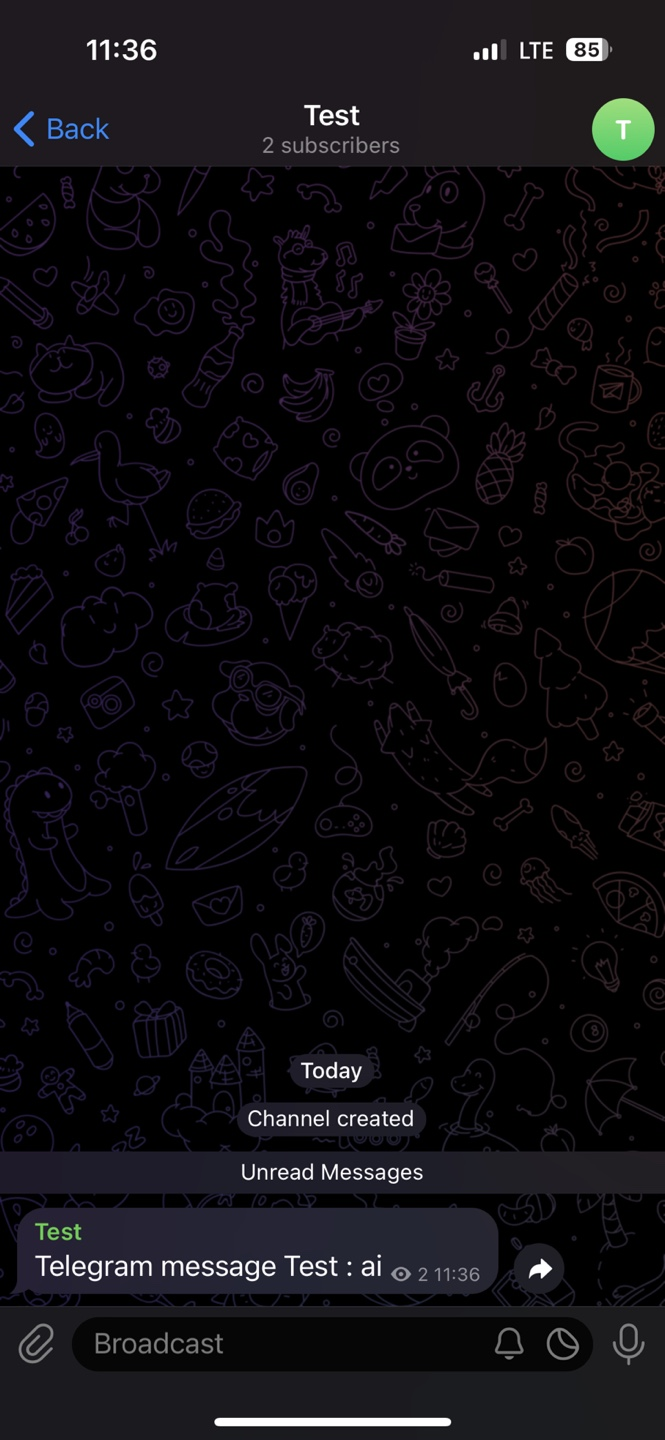 11:36
LTE 85
Back
Test
2 subscribers
T
Today
Channel created
Unread Messages
Test
Telegram message Test : ai 2 11:36
Broadcast